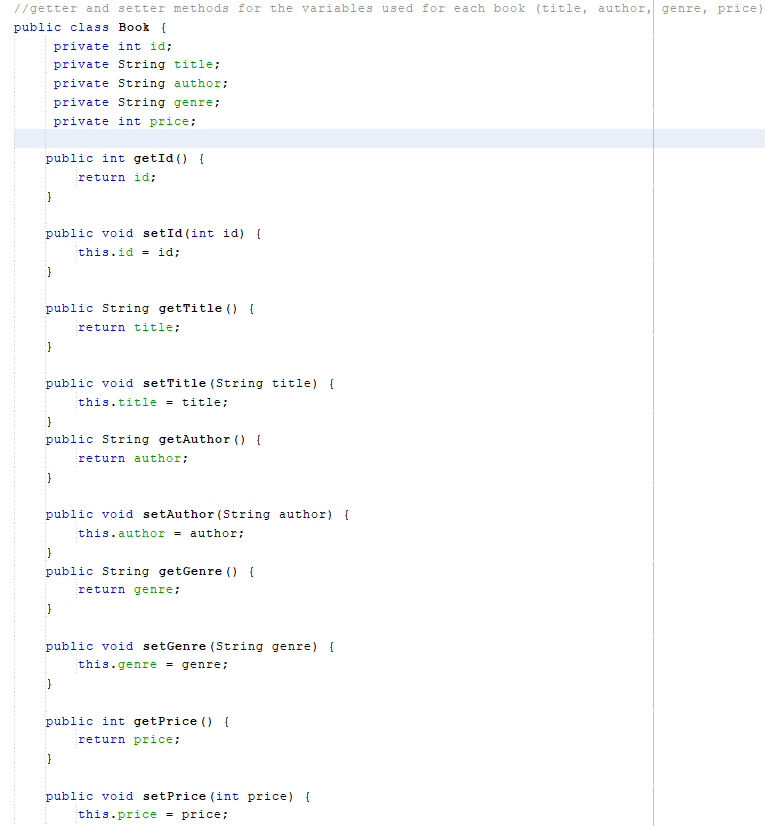 //getter and setter methods for the variables used for each book (title, author, genre, price)
public class Book {
private int id;
private String title;
private String author;
private String genre;
private int price;
public int getId() {
return id;
}
public void setId(int id) {
this.id = id;
}
public String getTitle() {
return title;
}
public void setTitle(String title) {
this.title = title;
}
public String getAuthor() {
return author;
}
public void setAuthor(String author) {
this.author = author;
}
public String getGenre() {
return genre;
}
public void setGenre(String genre) {
this.genre = genre;
}
public int getPrice() {
return price;
}
public void setPrice(int price) {
this.price = price;